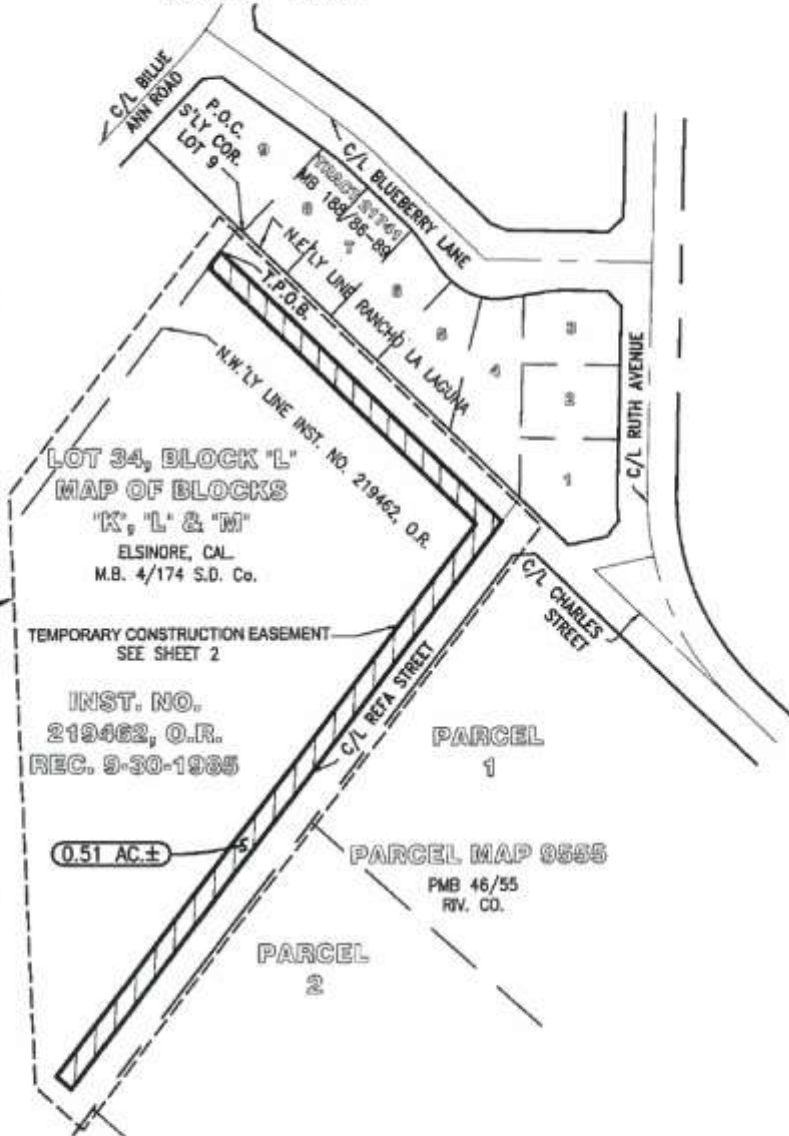 C/L BILLIE
ANN ROAD
P.O.C.
S'LY COR.
LOT 9
9
C/L BLUEBERRY LANE
TRACT 21741
MB 188/86-89
8
7
6
5
4
3
2
1
N.E.'LY LINE RANCHO LA LAGUNA
T.P.O.B.
N.W.'LY LINE INST. NO. 219462, O.R.
C/L RUTH AVENUE
LOT 34, BLOCK "L"
MAP OF BLOCKS
"K", "L" & "M"
ELSINORE, CAL.
M.B. 4/174 S.D. Co.
C/L CHARLES
STREET
TEMPORARY CONSTRUCTION EASEMENT
SEE SHEET 2
C/L REFA STREET
INST. NO.
219462, O.R.
REC. 9-30-1985
PARCEL
1
0.51 AC.±
PARCEL MAP 9555
PMB 46/55
RIV. CO.
PARCEL
2